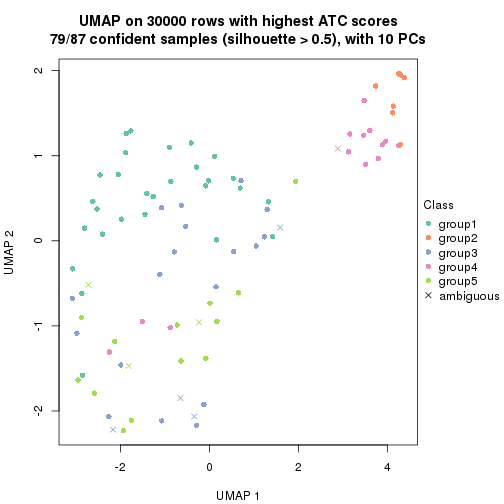 UMAP on 30000 rows with highest ATC scores
79/87 confident samples (silhouette > 0.5), with 10 PCs
2
1
0
-1
-2
UMAP 2
-2
0
2
4
UMAP 1
Class
group1
group2
group3
group4
group5
ambiguous